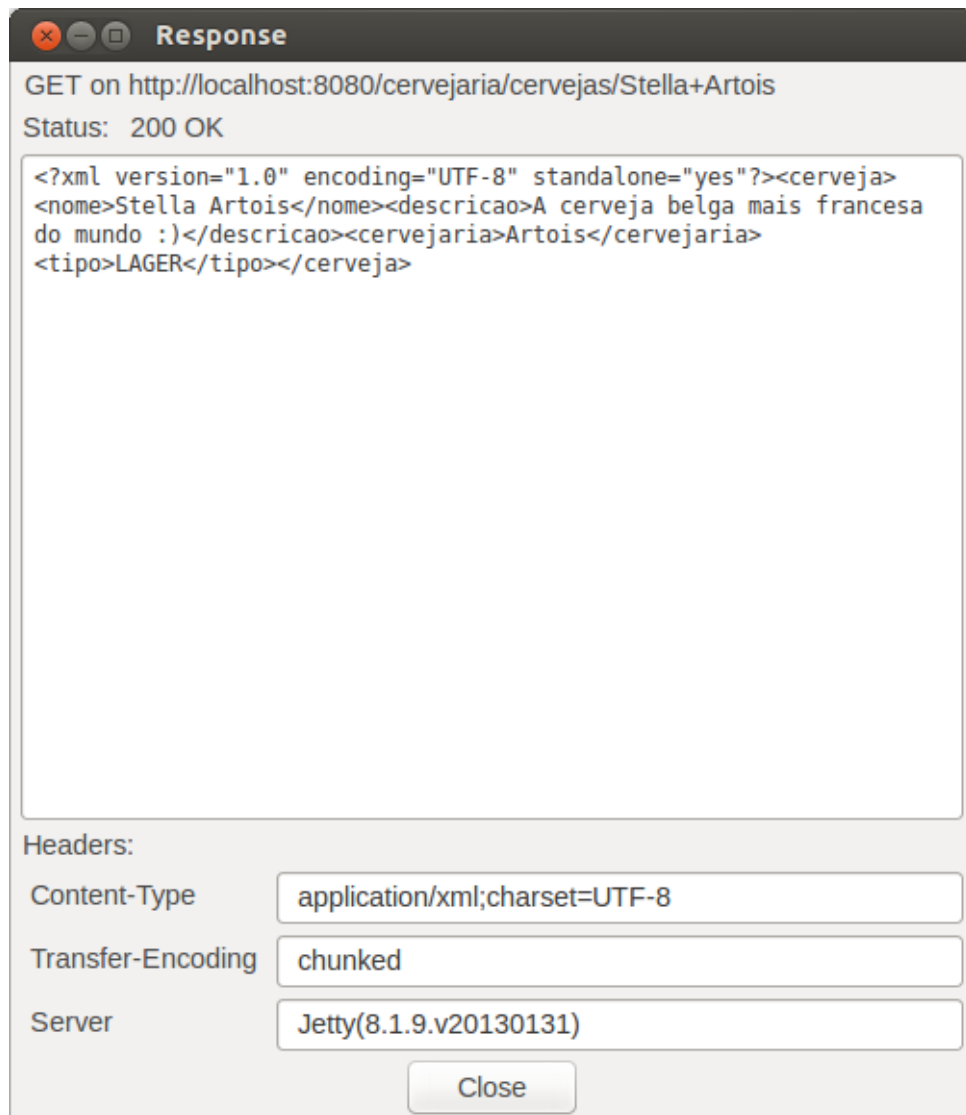 Response
GET on http://localhost:8080/cervejaria/cervejas/Stella+Artois
Status: 200 OK
<?xml version="1.0" encoding="UTF-8" standalone="yes"?><cerveja>
<nome>Stella Artois</nome><descricao>A cerveja belga mais francesa
do mundo :)</descricao><cervejaria>Artois</cervejaria>
<tipo>LAGER</tipo></cerveja>
Headers:
Content-Type application/xml;charset=UTF-8
Transfer-Encoding chunked
Server Jetty(8.1.9.v20130131)
Close